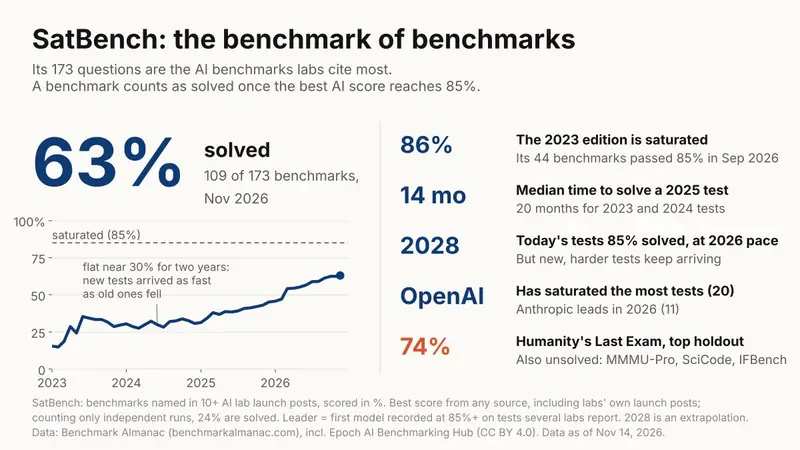 SatBench: the benchmark of benchmarks
Its 173 questions are the AI benchmarks labs cite most.
A benchmark counts as solved once the best AI score reaches 85%.
63%
solved
109 of 173 benchmarks,
Nov 2026
100%
saturated (85%)
75
flat near 30% for two years:
new tests arrived as fast
as old ones fell
50
25
0
2023
2024
2025
2026
86%
The 2023 edition is saturated
Its 44 benchmarks passed 85% in Sep 2026
14 mo
Median time to solve a 2025 test
20 months for 2023 and 2024 tests
2028
Today's tests 85% solved, at 2026 pace
But new, harder tests keep arriving
OpenAI
Has saturated the most tests (20)
Anthropic leads in 2026 (11)
74%
Humanity's Last Exam, top holdout
Also unsolved: MMMU-Pro, SciCode, IFBench
SatBench: benchmarks named in 10+ AI lab launch posts, scored in %. Best score from any source, including labs' own launch posts;
counting only independent runs, 24% are solved. Leader = first model recorded at 85%+ on tests several labs report. 2028 is an extrapolation.
Data: Benchmark Almanac (benchmarkalmanac.com), incl. Epoch AI Benchmarking Hub (CC BY 4.0). Data as of Nov 14, 2026.